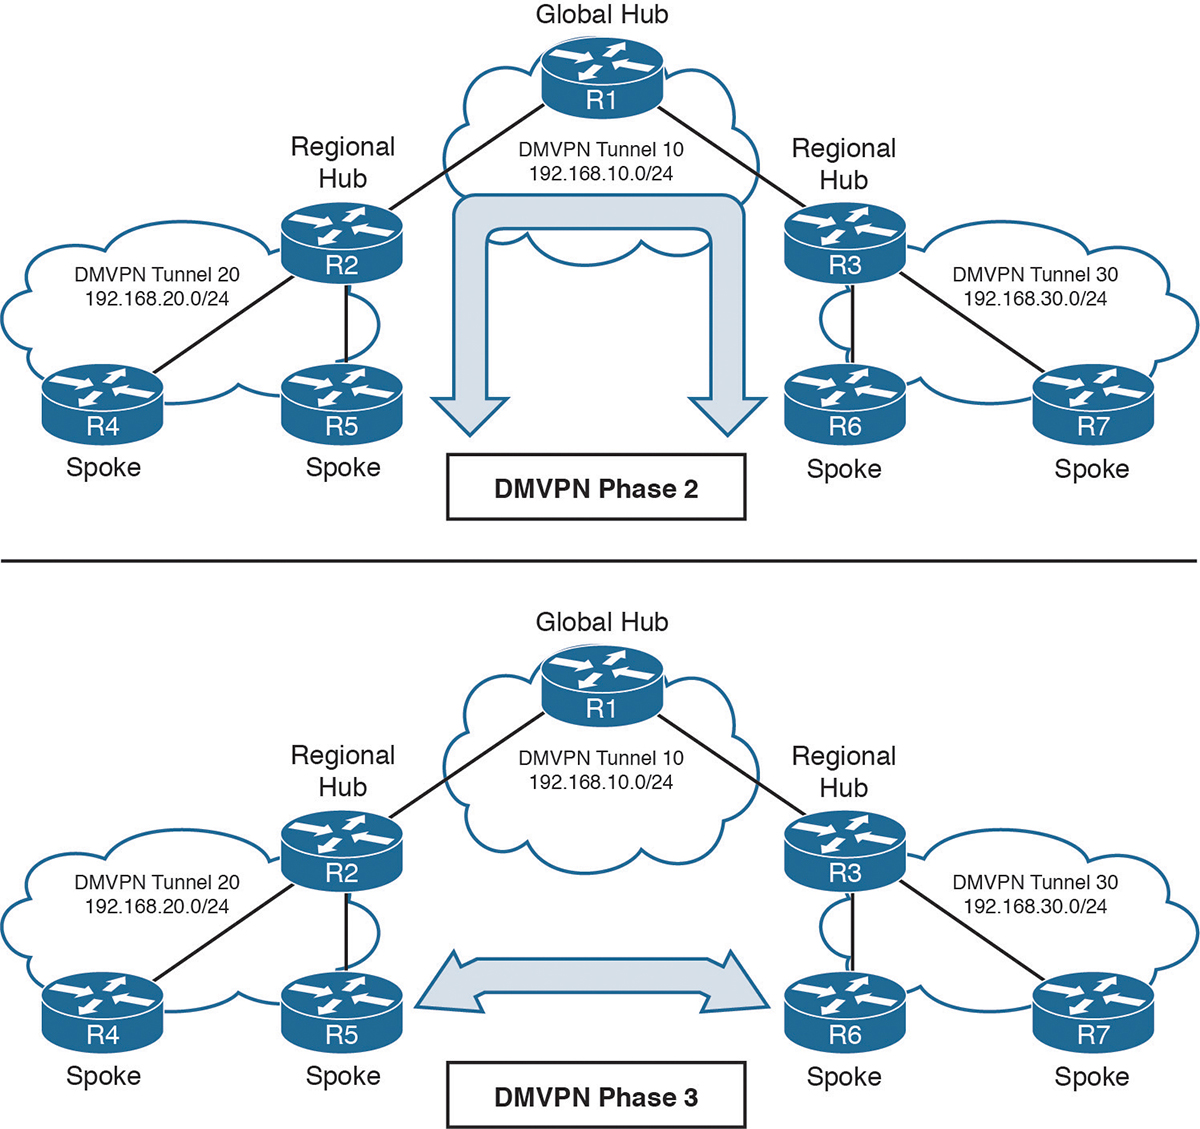 Global Hub
R1
DMVPN Tunnel 10
192.168.10.0/24
Regional
Hub
Regional
Hub
R2
R3
DMVPN Tunnel 20
192.168.20.0/24
DMVPN Tunnel 30
192.168.30.0/24
R4
R5
R6
R7
Spoke
Spoke
Spoke
Spoke
DMVPN Phase 2
Global Hub
R1
DMVPN Tunnel 10
192.168.10.0/24
Regional
Hub
Regional
Hub
R2
R3
DMVPN Tunnel 20
192.168.20.0/24
DMVPN Tunnel 30
192.168.30.0/24
R4
R5
R6
R7
Spoke
Spoke
Spoke
Spoke
DMVPN Phase 3